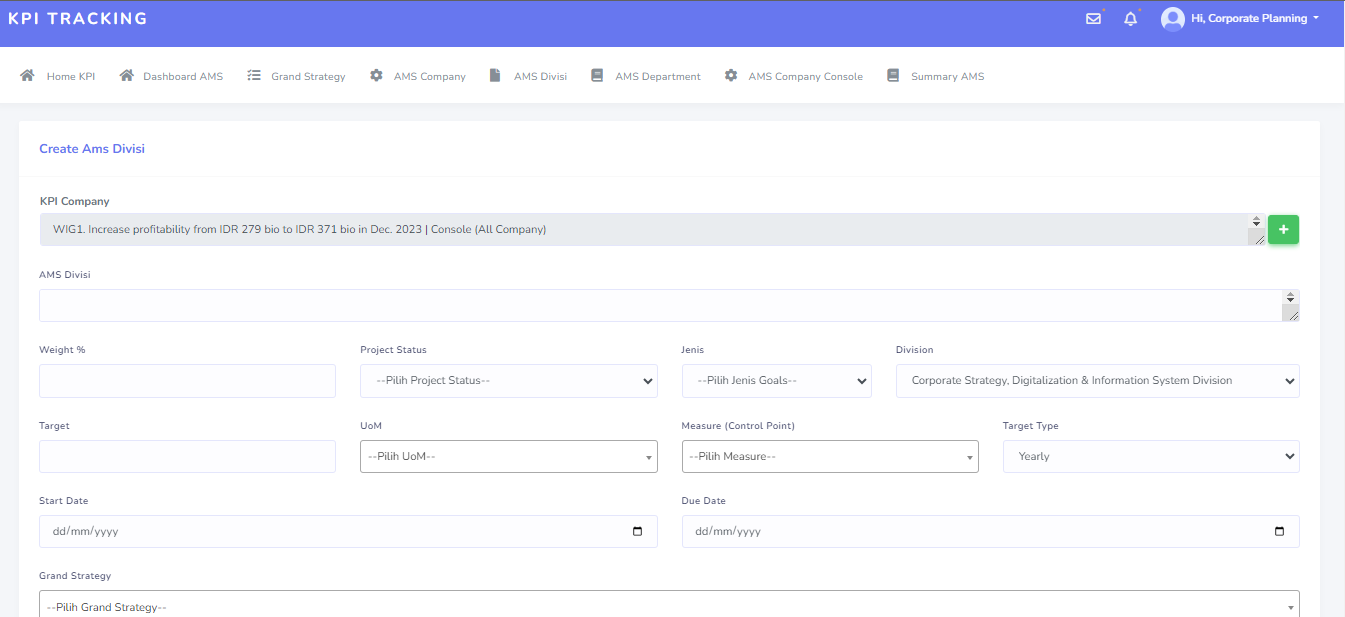 KPI TRACKING
Hi, Corporate Planning
Home KPI Dashboard AMS Grand Strategy AMS Company AMS Divisi AMS Department AMS Company Console Summary AMS
Create Ams Divisi
KPI Company
WIG1. Increase profitability from IDR 279 bio to IDR 371 bio in Dec. 2023 | Console (All Company)
AMS Divisi
Weight % Project Status Jenis Division
--Pilih Project Status-- --Pilih Jenis Goals-- Corporate Strategy, Digitalization & Information System Division
Target UoM Measure (Control Point) Target Type
--Pilih UoM-- --Pilih Measure-- Yearly
Start Date Due Date
dd/mm/yyyy dd/mm/yyyy
Grand Strategy
--Pilih Grand Strategy--